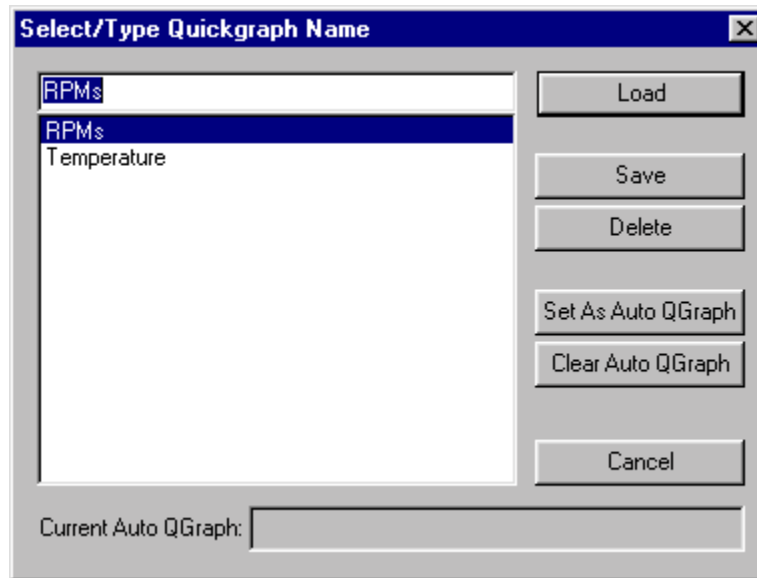 Select/Type Quickgraph Name
RPMs
Load
RPMs
Temperature
Save
Delete
Set As Auto QGraph
Clear Auto QGraph
Cancel
Current Auto QGraph: